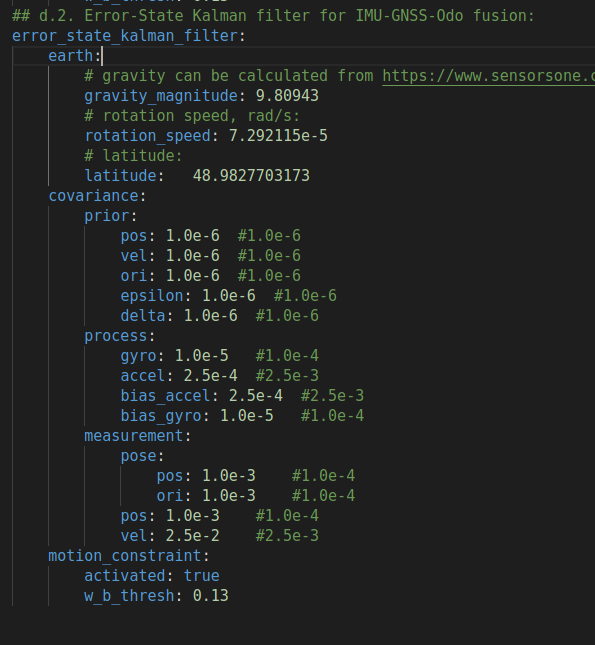 ## d.2. Error-State Kalman filter for IMU-GNSS-Odo fusion:
error_state_kalman_filter:
    earth:
        # gravity can be calculated from https://www.sensorsone.c
        gravity_magnitude: 9.80943
        # rotation speed, rad/s:
        rotation_speed: 7.292115e-5
        # latitude:
        latitude:   48.9827703173
    covariance:
        prior:
            pos: 1.0e-6  #1.0e-6
            vel: 1.0e-6  #1.0e-6
            ori: 1.0e-6  #1.0e-6
            epsilon: 1.0e-6  #1.0e-6
            delta: 1.0e-6  #1.0e-6
        process:
            gyro: 1.0e-5   #1.0e-4
            accel: 2.5e-4  #2.5e-3
            bias_accel: 2.5e-4  #2.5e-3
            bias_gyro: 1.0e-5   #1.0e-4
        measurement:
            pose:
                pos: 1.0e-3    #1.0e-4
                ori: 1.0e-3    #1.0e-4
            pos: 1.0e-3    #1.0e-4
            vel: 2.5e-2    #2.5e-3
    motion_constraint:
        activated: true
        w_b_thresh: 0.13